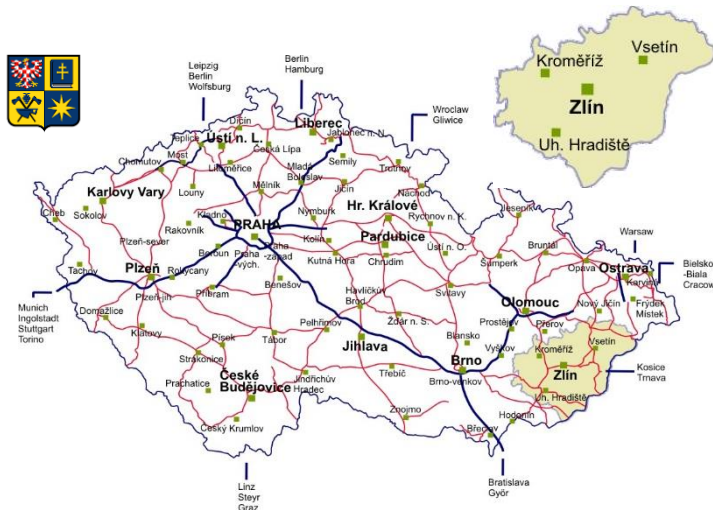 Kroměříž
Vsetín
Zlín
Uh. Hradiště
Leipzig
Berlin
Wolfsburg
Berlin
Hamburg
Wroclaw
Gliwice
Děčín
Liberec
Teplice
Ústí n. L.
Jablonec n. N.
Most
Česká Lípa
Chomutov
Litoměřice
Mladá
Boleslav
Semily
Trutnov
Karlovy Vary
Louny
Mělník
Jičín
Náchod
Cheb
Sokolov
Kladno
Nymburk
Hr. Králové
Rakovník
PRAHA
Rychnov n. K.
Jeseník
Plzeň-sever
Beroun
Praha
-východ
Praha
-západ
Kolín
Pardubice
Warsaw
Tachov
Plzeň
Rokycany
Kutná Hora
Chrudim
Ústí n. O.
Šumperk
Bruntál
Opava
Ostrava
Karviná
Bielsko
-Biala
Cracow
Munich
Ingolstadt
Stuttgart
Torino
Plzeň-jih
Příbram
Benešov
Havlíčkův
Brod
Svitavy
Olomouc
Nový Jičín
Frýdek
Místek
Domažlice
Klatovy
Písek
Tábor
Pelhřimov
Žďár n. S.
Blansko
Prostějov
Přerov
Strakonice
Jihlava
Vyškov
Kroměříž
Vsetín
Prachatice
České
Budějovice
Jindřichův
Hradec
Třebíč
Brno
Brno-venkov
Zlín
Kosice
Trnava
Uh. Hradiště
Český Krumlov
Znojmo
Hodonín
Břeclav
Linz
Steyr
Graz
Bratislava
Győr